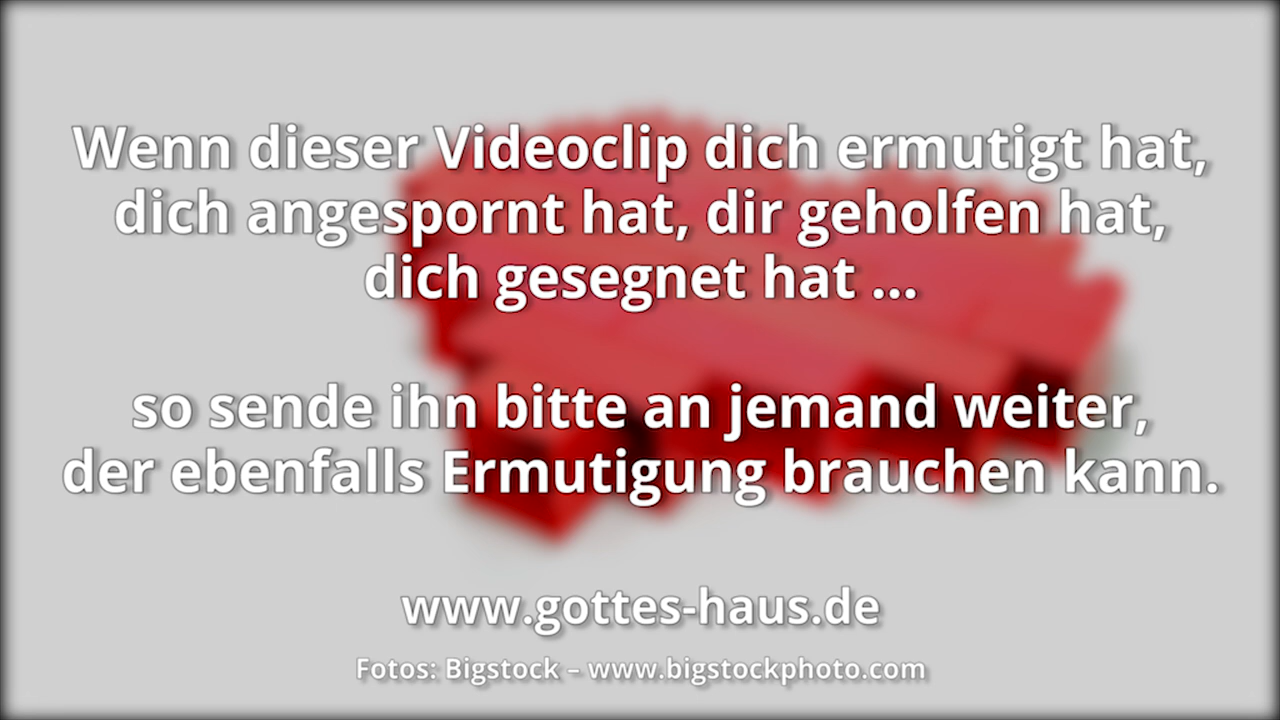 Wenn dieser Videoclip dich ermutigt hat,
dich angespornt hat, dir geholfen hat,
dich gesegnet hat ...
so sende ihn bitte an jemand weiter,
der ebenfalls Ermutigung brauchen kann.
www.gottes-haus.de
Fotos: Bigstock – www.bigstockphoto.com